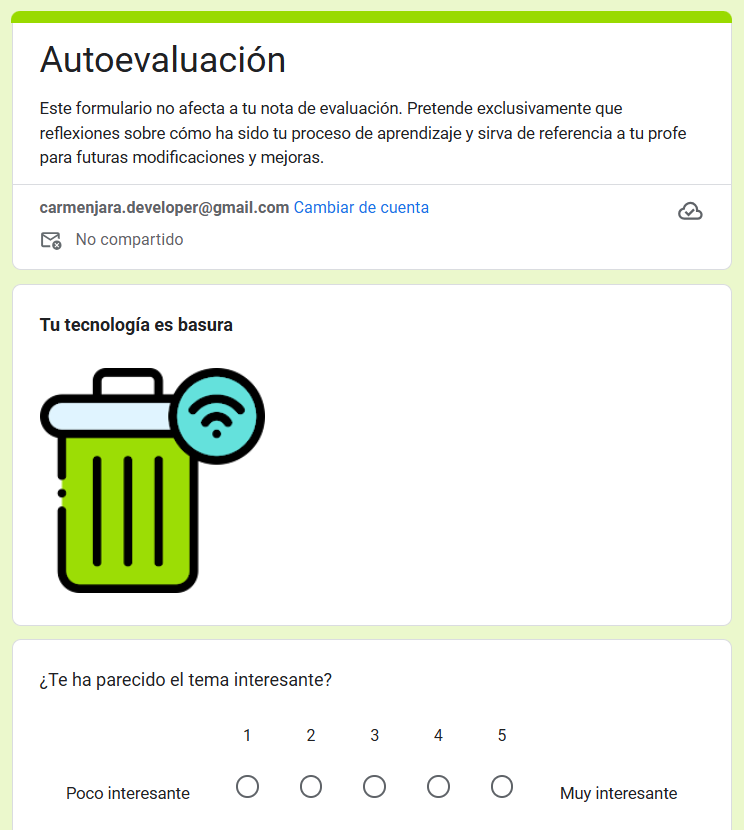 Autoevaluación
Este formulario no afecta a tu nota de evaluación. Pretende exclusivamente que
reflexiones sobre cómo ha sido tu proceso de aprendizaje y sirva de referencia a tu profe
para futuras modificaciones y mejoras.
carmenjara.developer@gmail.com Cambiar de cuenta
No compartido
Tu tecnología es basura
¿Te ha parecido el tema interesante?
1 2 3 4 5
Poco interesante Muy interesante